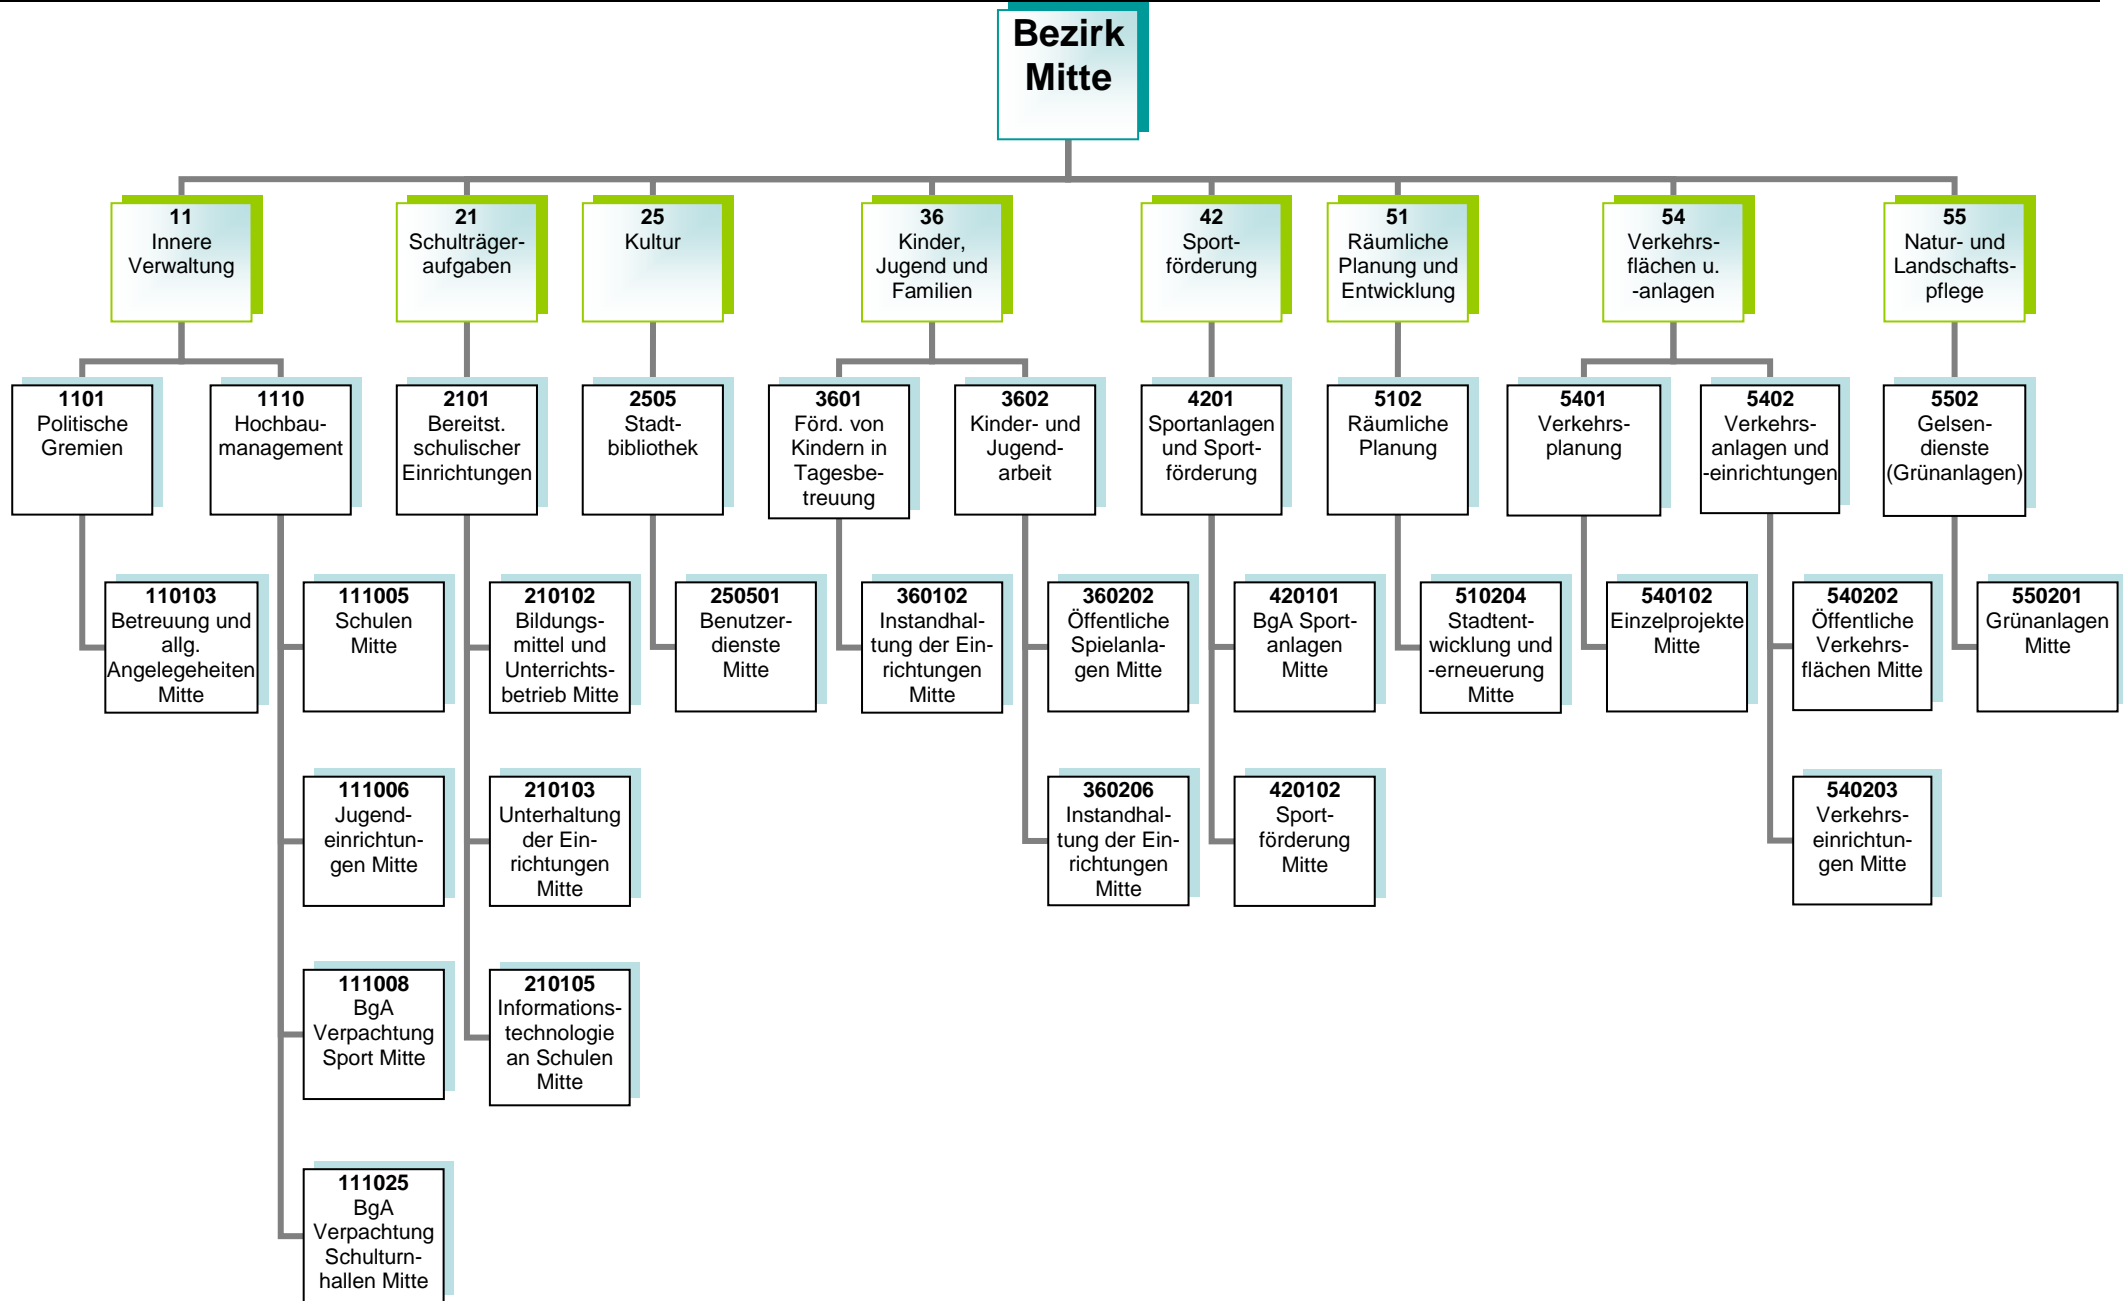 Bezirk
Mitte
11
Innere
Verwaltung
21
Schulträger-
aufgaben
25
Kultur
36
Kinder,
Jugend und
Familien
42
Sport-
förderung
51
Räumliche
Planung und
Entwicklung
54
Verkehrs-
flächen u.
-anlagen
55
Natur- und
Landschafts-
pflege
1101
Politische
Gremien
1110
Hochbau-
management
2101
Bereitst.
schulischer
Einrichtungen
2505
Stadt-
bibliothek
3601
Förd. von
Kindern in
Tagesbe-
treuung
3602
Kinder- und
Jugend-
arbeit
4201
Sportanlagen
und Sport-
förderung
5102
Räumliche
Planung
5401
Verkehrs-
planung
5402
Verkehrs-
anlagen und
-einrichtungen
5502
Gelsen-
dienste
(Grünanlagen)
110103
Betreuung und
allg.
Angelegeheiten
Mitte
111005
Schulen
Mitte
210102
Bildungs-
mittel und
Unterrichts-
betrieb Mitte
250501
Benutzer-
dienste
Mitte
360102
Instandhal-
tung der Ein-
richtungen
Mitte
360202
Öffentliche
Spielanla-
gen Mitte
420101
BgA Sport-
anlagen
Mitte
510204
Stadtent-
wicklung und
-erneuerung
Mitte
540102
Einzelprojekte
Mitte
540202
Öffentliche
Verkehrs-
flächen Mitte
550201
Grünanlagen
Mitte
111006
Jugend-
einrichtun-
gen Mitte
210103
Unterhaltung
der Ein-
richtungen
Mitte
360206
Instandhal-
tung der Ein-
richtungen
Mitte
420102
Sport-
förderung
Mitte
540203
Verkehrs-
einrichtun-
gen Mitte
111008
BgA
Verpachtung
Sport Mitte
210105
Informations-
technologie
an Schulen
Mitte
111025
BgA
Verpachtung
Schulturn-
hallen Mitte